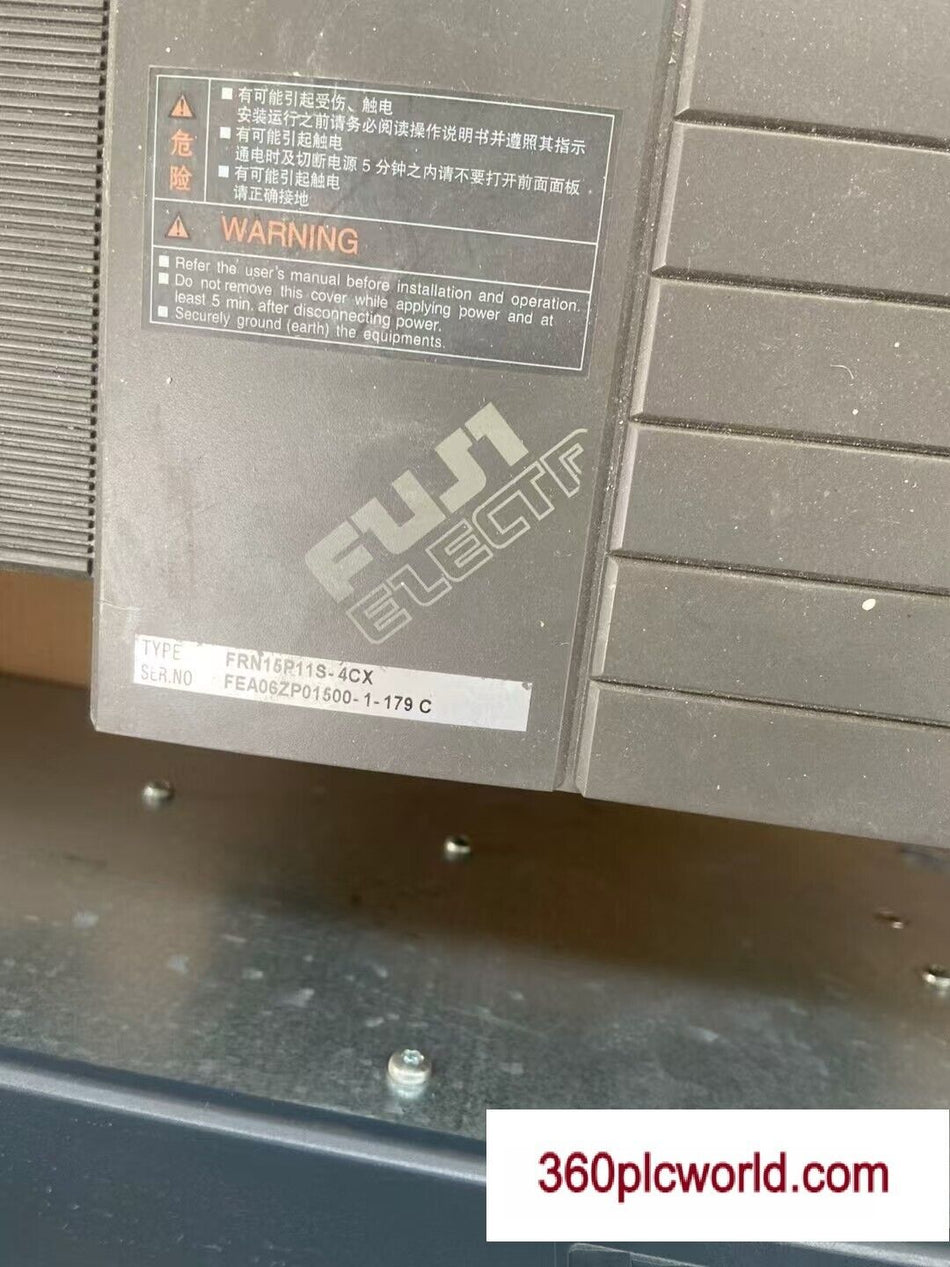 危险
■ 有可能引起受伤、触电
安装运行之前请务必阅读操作说明书并遵照其指示
■ 有可能引起触电
通电时及切断电源 5 分钟之内请不要打开前面面板
■ 有可能引起触电
请正确接地
WARNING
■ Refer the user's manual before installation and operation.
■ Do not remove this cover while applying power and at
least 5 min. after disconnecting power.
■ Securely ground (earth) the equipments.
FUJI
ELECTR
TYPE FRN15P11S-4CX
SER.NO FEA06ZP01500-1-179 C
360plcworld.com